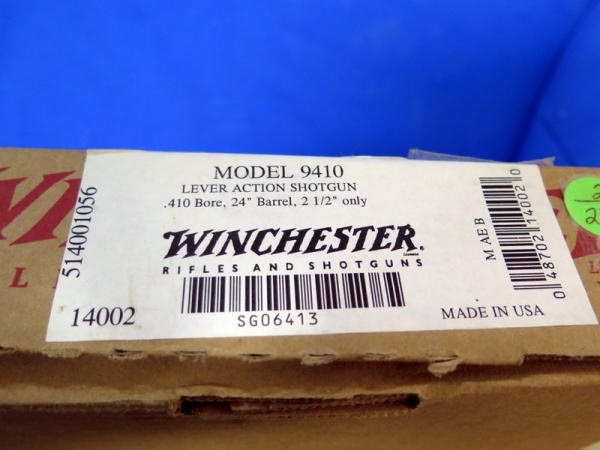 MODEL 9410
LEVER ACTION SHOTGUN
.410 Bore, 24" Barrel, 2 1/2" only
WINCHESTER.
RIFLES AND SHOTGUNS
SG06413
514001056
14002
MADE IN USA
M AE B
0 48702 14002 0